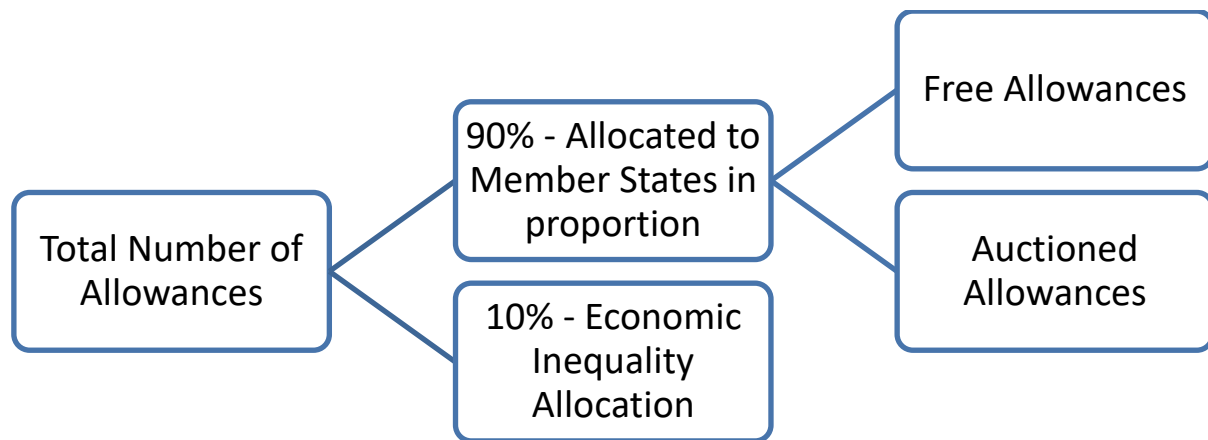 Total Number of
Allowances
90% - Allocated to
Member States in
proportion
10% - Economic
Inequality
Allocation
Free Allowances
Auctioned
Allowances